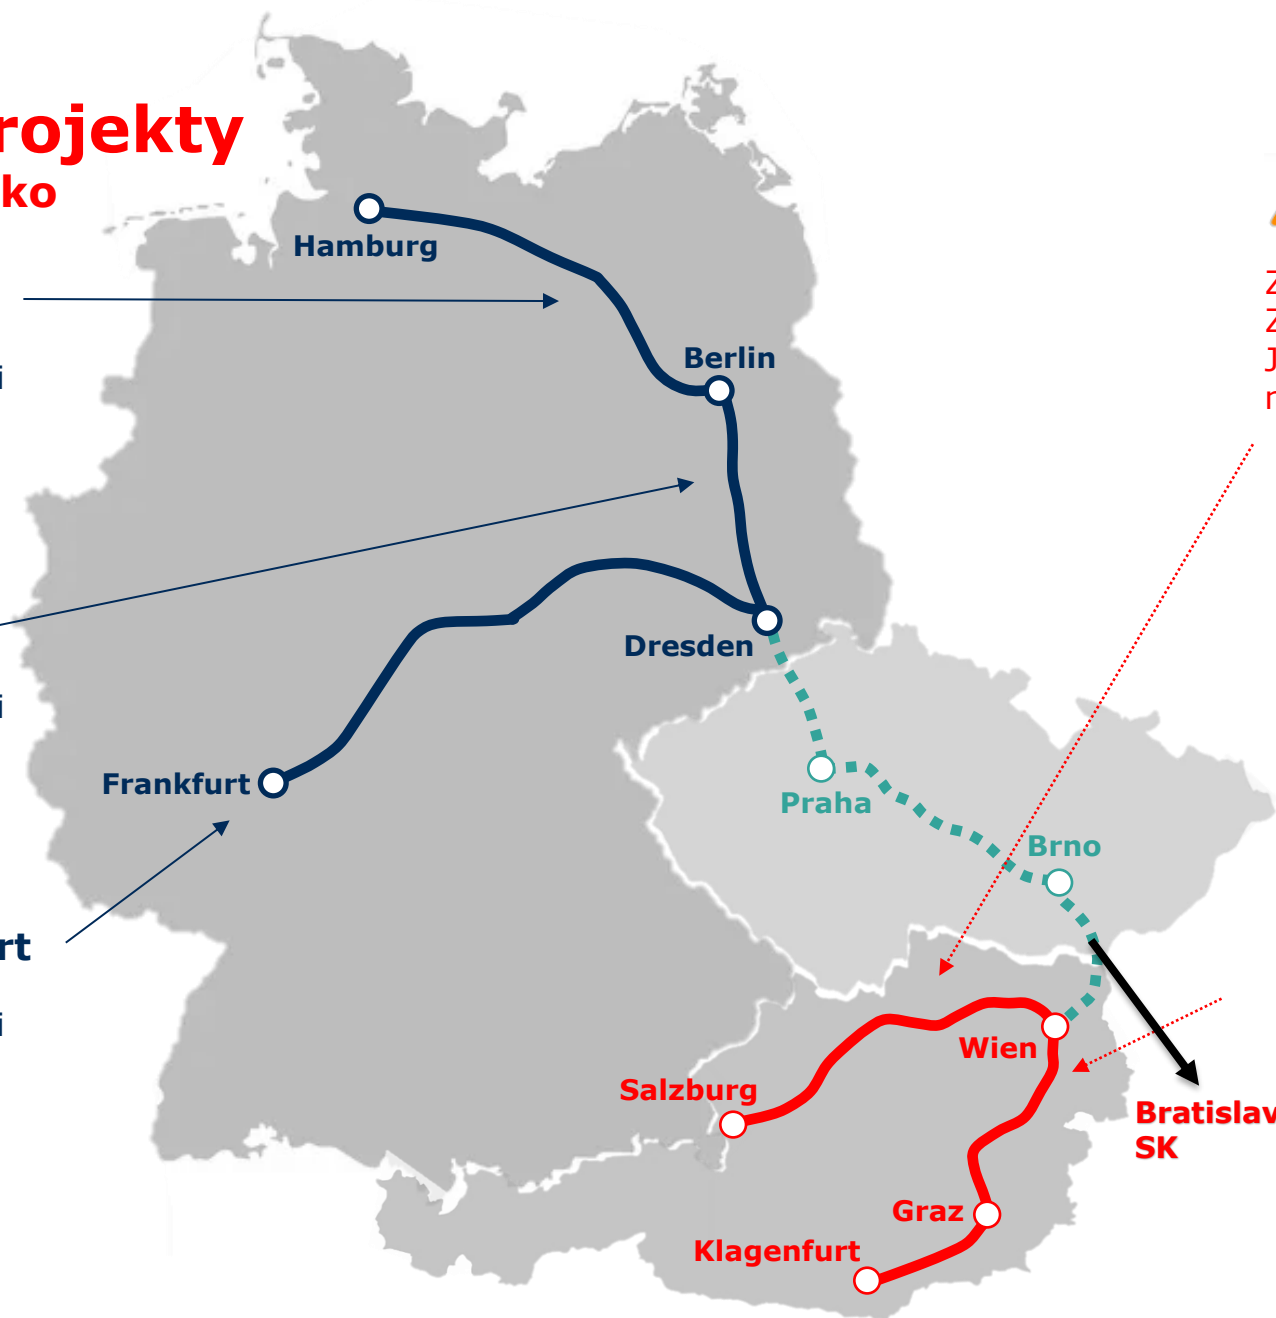 rojekty
ko
Hamburg
Berlin
Dresden
Frankfurt
Praha
Brno
rt
Wien
Salzburg
Bratislav
SK
Graz
Klagenfurt